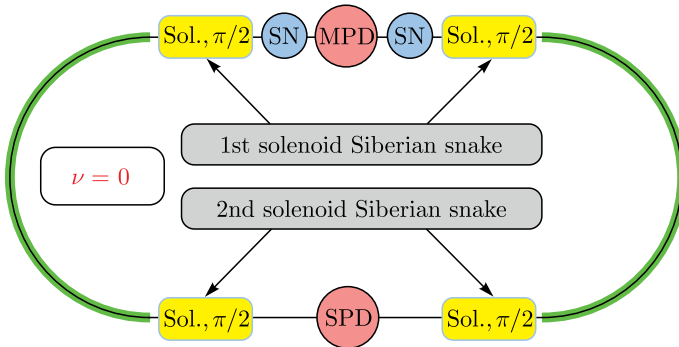 Sol., π/2 SN MPD SN Sol., π/2
1st solenoid Siberian snake
ν = 0
2nd solenoid Siberian snake
Sol., π/2 SPD Sol., π/2